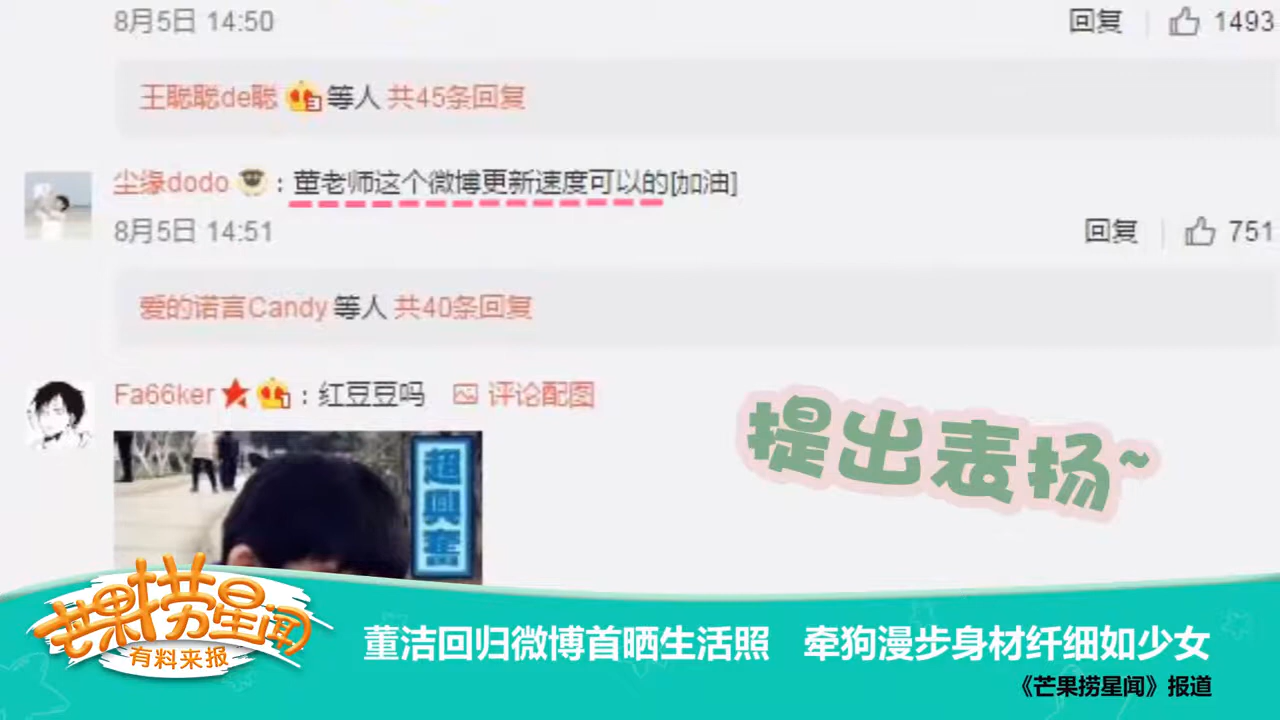 8月5日 14:50 回复 1493
王聪聪de聪 等人 共45条回复
尘缘dodo : 董老师这个微博更新速度可以的[加油]
8月5日 14:51 回复 751
爱的诺言Candy 等人 共40条回复
Fa66ker : 红豆豆吗 评论配图
超興奮
提出表扬~
芒果捞星闻
有料来报
董洁回归微博首晒生活照 牵狗漫步身材纤细如少女
《芒果捞星闻》报道